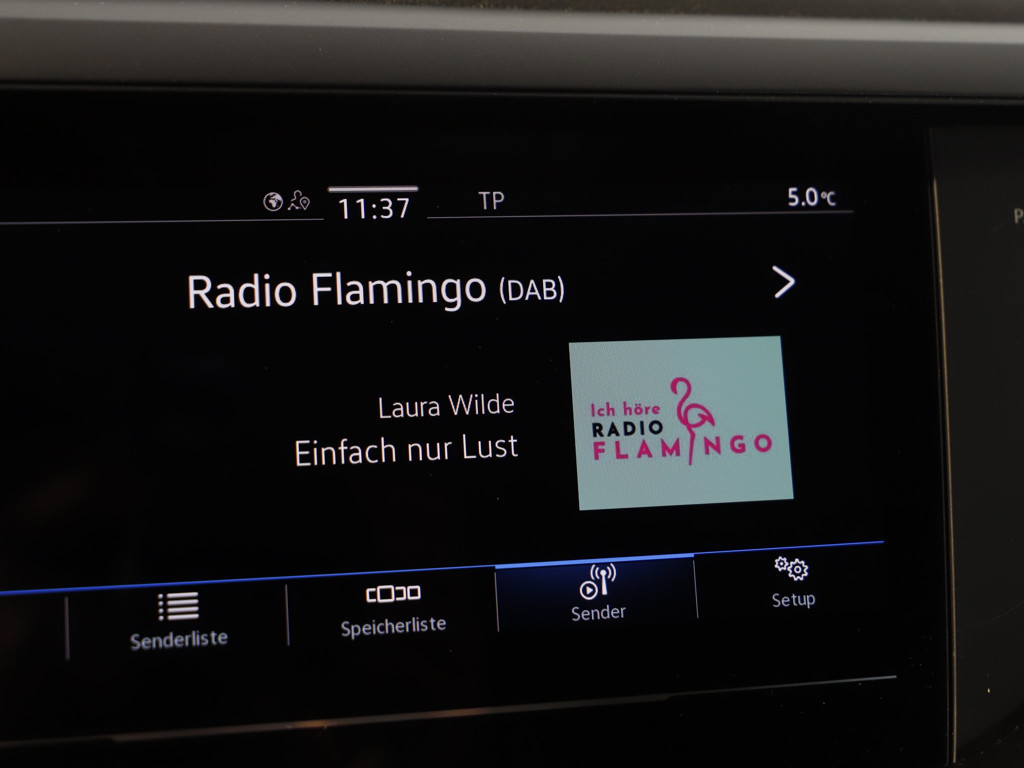 11:37 TP 5.0°C
P
Radio Flamingo (DAB)
Laura Wilde
Einfach nur Lust
Ich höre
RADIO
FLAMINGO
Senderliste Speicherliste Sender Setup